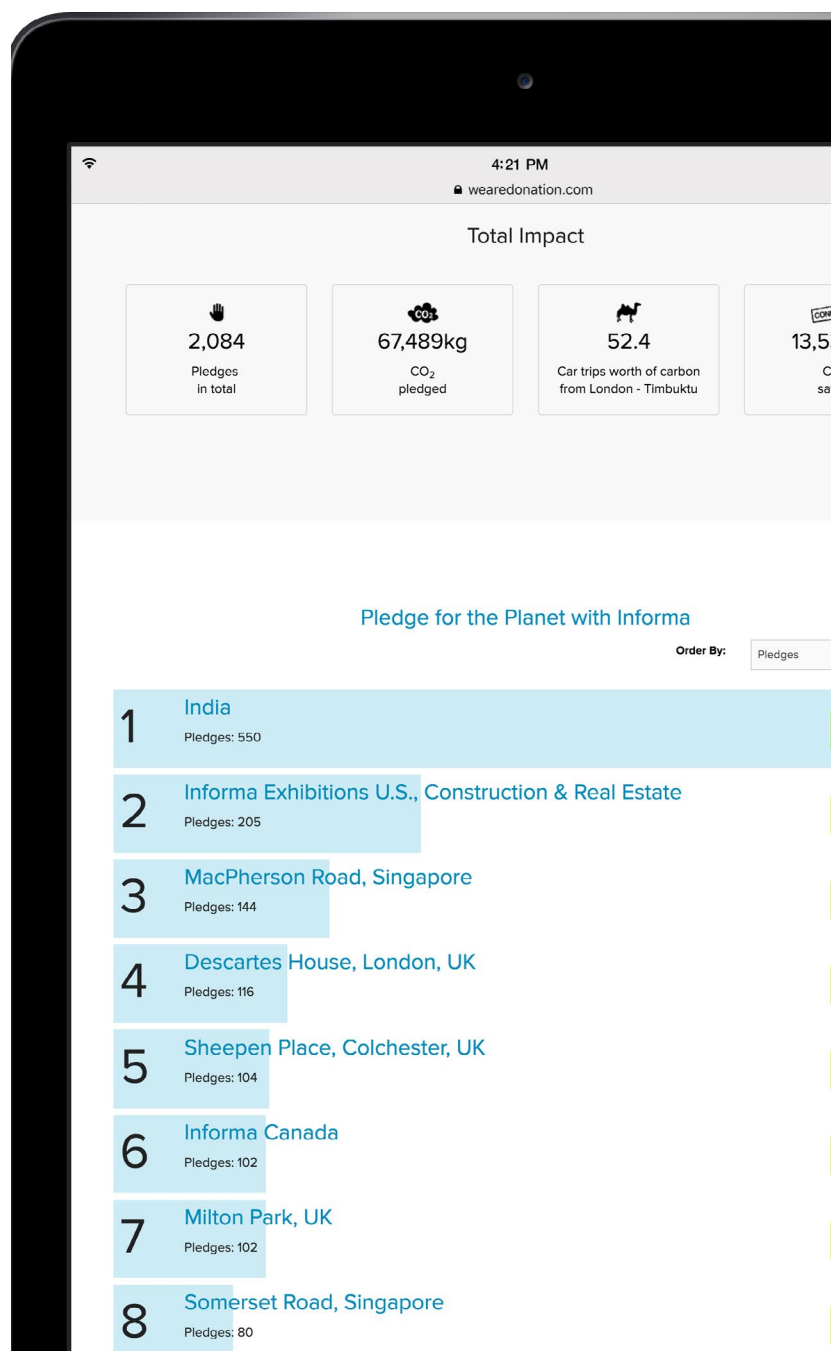 4:21 PM
wearedonation.com
Total Impact
2,084
Pledges
in total
CO2
67,489kg
CO₂
pledged
52.4
Car trips worth of carbon
from London - Timbuktu
Pledge for the Planet with Informa
Order By:
Pledges
1
India
Pledges: 550
2
Informa Exhibitions U.S., Construction & Real Estate
Pledges: 205
3
MacPherson Road, Singapore
Pledges: 144
4
Descartes House, London, UK
Pledges: 116
5
Sheepen Place, Colchester, UK
Pledges: 104
6
Informa Canada
Pledges: 102
7
Milton Park, UK
Pledges: 102
8
Somerset Road, Singapore
Pledges: 80